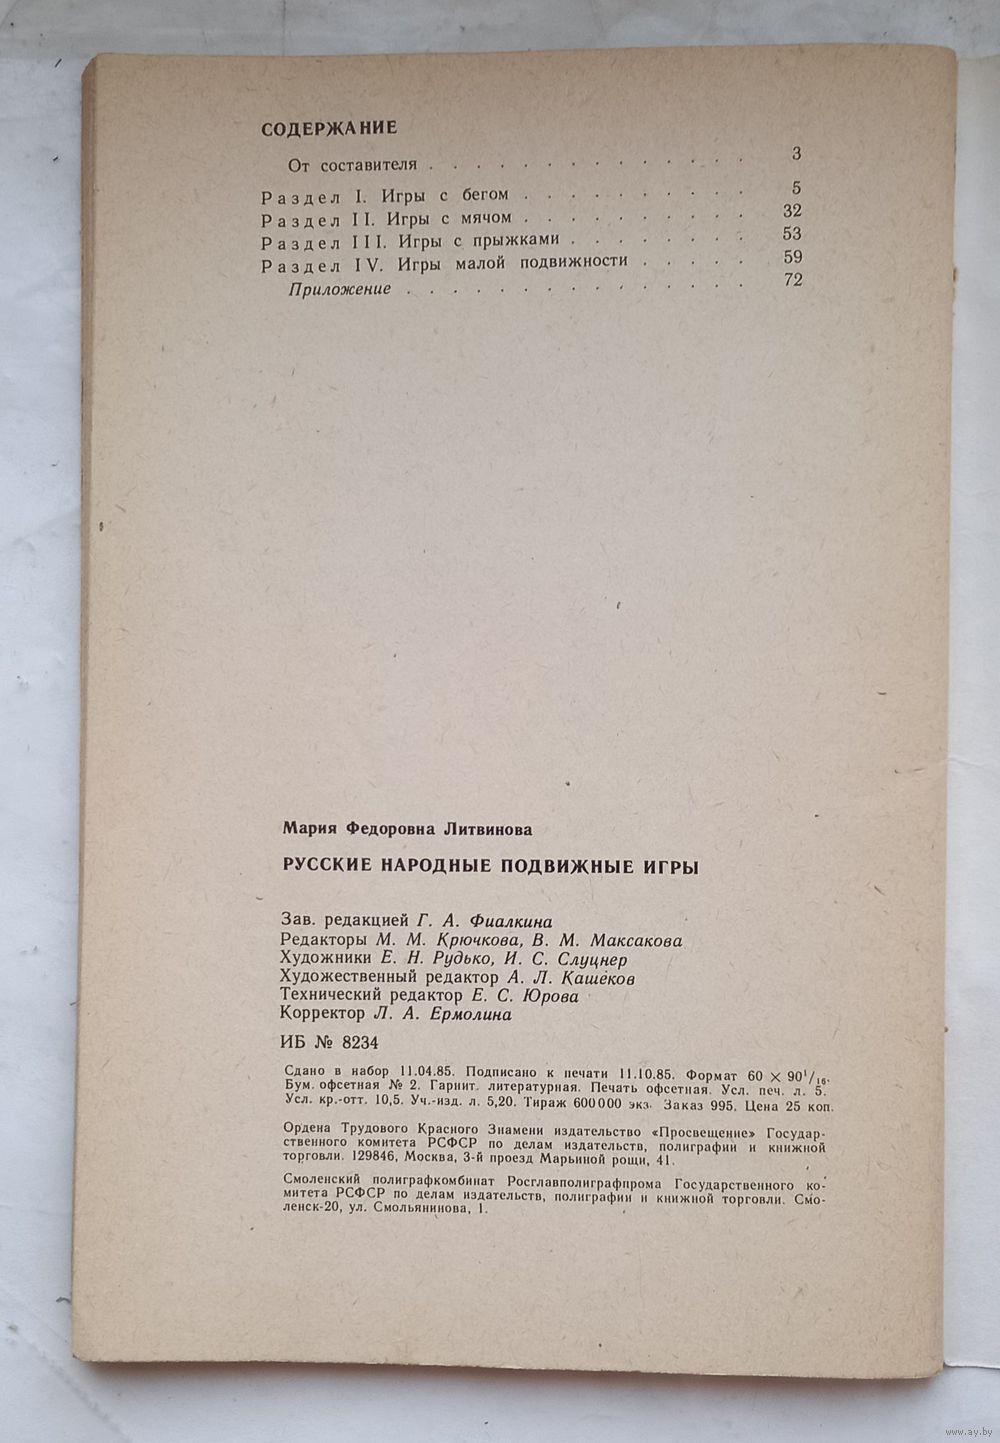 СОДЕРЖАНИЕ
От составителя . . . . . . . . . . . . . . 3
Раздел I. Игры с бегом . . . . . . . . . . 5
Раздел II. Игры с мячом . . . . . . . . . . 32
Раздел III. Игры с прыжками . . . . . . . . 53
Раздел IV. Игры малой подвижности . . . . . 59
Приложение . . . . . . . . . . . . . . . 72
Мария Федоровна Литвинова
РУССКИЕ НАРОДНЫЕ ПОДВИЖНЫЕ ИГРЫ
Зав. редакцией Г. А. Фиалкина
Редакторы М. М. Крючкова, В. М. Максакова
Художники Е. Н. Рудько, И. С. Слуцнер
Художественный редактор А. Л. Кашеков
Технический редактор Е. С. Юрова
Корректор Л. А. Ермолина
ИБ № 8234
Сдано в набор 11.04.85. Подписано к печати 11.10.85. Формат 60 × 90¹/₁₆.
Бум. офсетная № 2. Гарнит. литературная. Печать офсетная. Усл. печ. л. 5.
Усл. кр.-отт. 10,5. Уч.-изд. л. 5,20. Тираж 600000 экз. Заказ 995. Цена 25 коп.
Ордена Трудового Красного Знамени издательство «Просвещение» Государ-
ственного комитета РСФСР по делам издательств, полиграфии и книжной
торговли. 129846, Москва, 3-й проезд Марьиной рощи, 41.
Смоленский полиграфкомбинат Росглавполиграфпрома Государственного ко-
митета РСФСР по делам издательств, полиграфии и книжной торговли. Смо-
ленск-20, ул. Смольянинова, 1.
www.ay.by